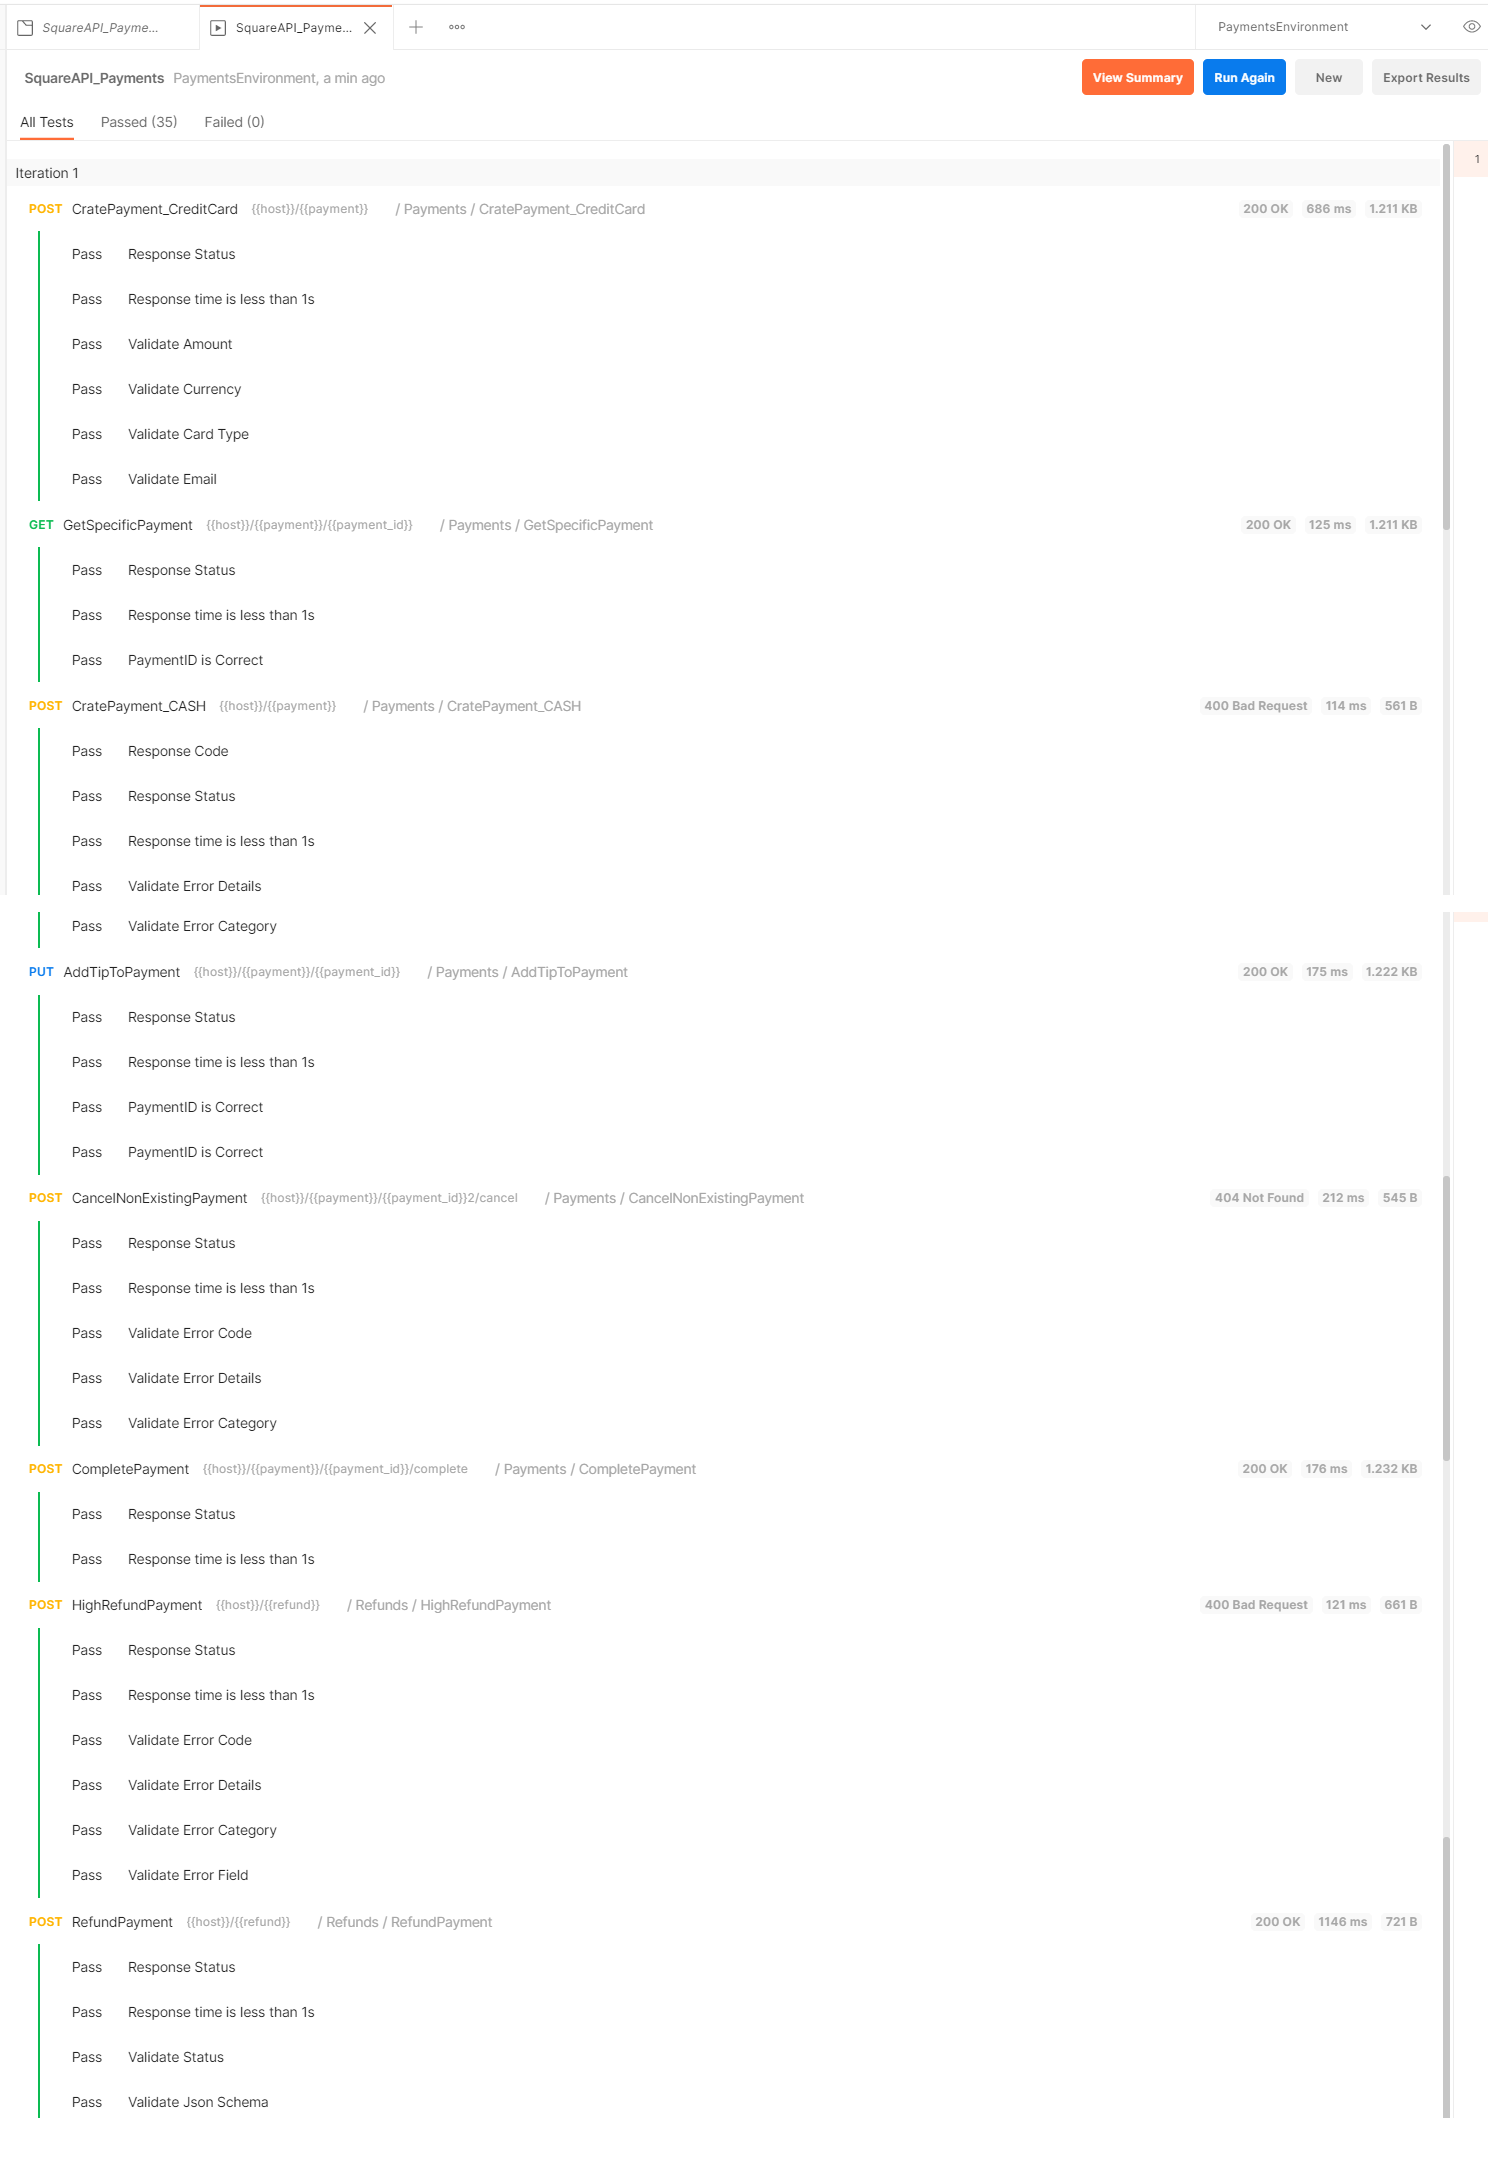 SquareAPI_Payme... SquareAPI_Payme... PaymentsEnvironment
SquareAPI_Payments PaymentsEnvironment, a min ago View Summary Run Again New Export Results
All Tests Passed (35) Failed (0)
Iteration 1 1
POST CratePayment_CreditCard {{host}}/{{payment}} / Payments / CratePayment_CreditCard 200 OK 686 ms 1.211 KB
Pass Response Status
Pass Response time is less than 1s
Pass Validate Amount
Pass Validate Currency
Pass Validate Card Type
Pass Validate Email
GET GetSpecificPayment {{host}}/{{payment}}/{{payment_id}} / Payments / GetSpecificPayment 200 OK 125 ms 1.211 KB
Pass Response Status
Pass Response time is less than 1s
Pass PaymentID is Correct
POST CratePayment_CASH {{host}}/{{payment}} / Payments / CratePayment_CASH 400 Bad Request 114 ms 561 B
Pass Response Code
Pass Response Status
Pass Response time is less than 1s
Pass Validate Error Details
Pass Validate Error Category
PUT AddTipToPayment {{host}}/{{payment}}/{{payment_id}} / Payments / AddTipToPayment 200 OK 175 ms 1.222 KB
Pass Response Status
Pass Response time is less than 1s
Pass PaymentID is Correct
Pass PaymentID is Correct
POST CancelNonExistingPayment {{host}}/{{payment}}/{{payment_id}}2/cancel / Payments / CancelNonExistingPayment 404 Not Found 212 ms 545 B
Pass Response Status
Pass Response time is less than 1s
Pass Validate Error Code
Pass Validate Error Details
Pass Validate Error Category
POST CompletePayment {{host}}/{{payment}}/{{payment_id}}/complete / Payments / CompletePayment 200 OK 176 ms 1.232 KB
Pass Response Status
Pass Response time is less than 1s
POST HighRefundPayment {{host}}/{{refund}} / Refunds / HighRefundPayment 400 Bad Request 121 ms 661 B
Pass Response Status
Pass Response time is less than 1s
Pass Validate Error Code
Pass Validate Error Details
Pass Validate Error Category
Pass Validate Error Field
POST RefundPayment {{host}}/{{refund}} / Refunds / RefundPayment 200 OK 1146 ms 721 B
Pass Response Status
Pass Response time is less than 1s
Pass Validate Status
Pass Validate Json Schema